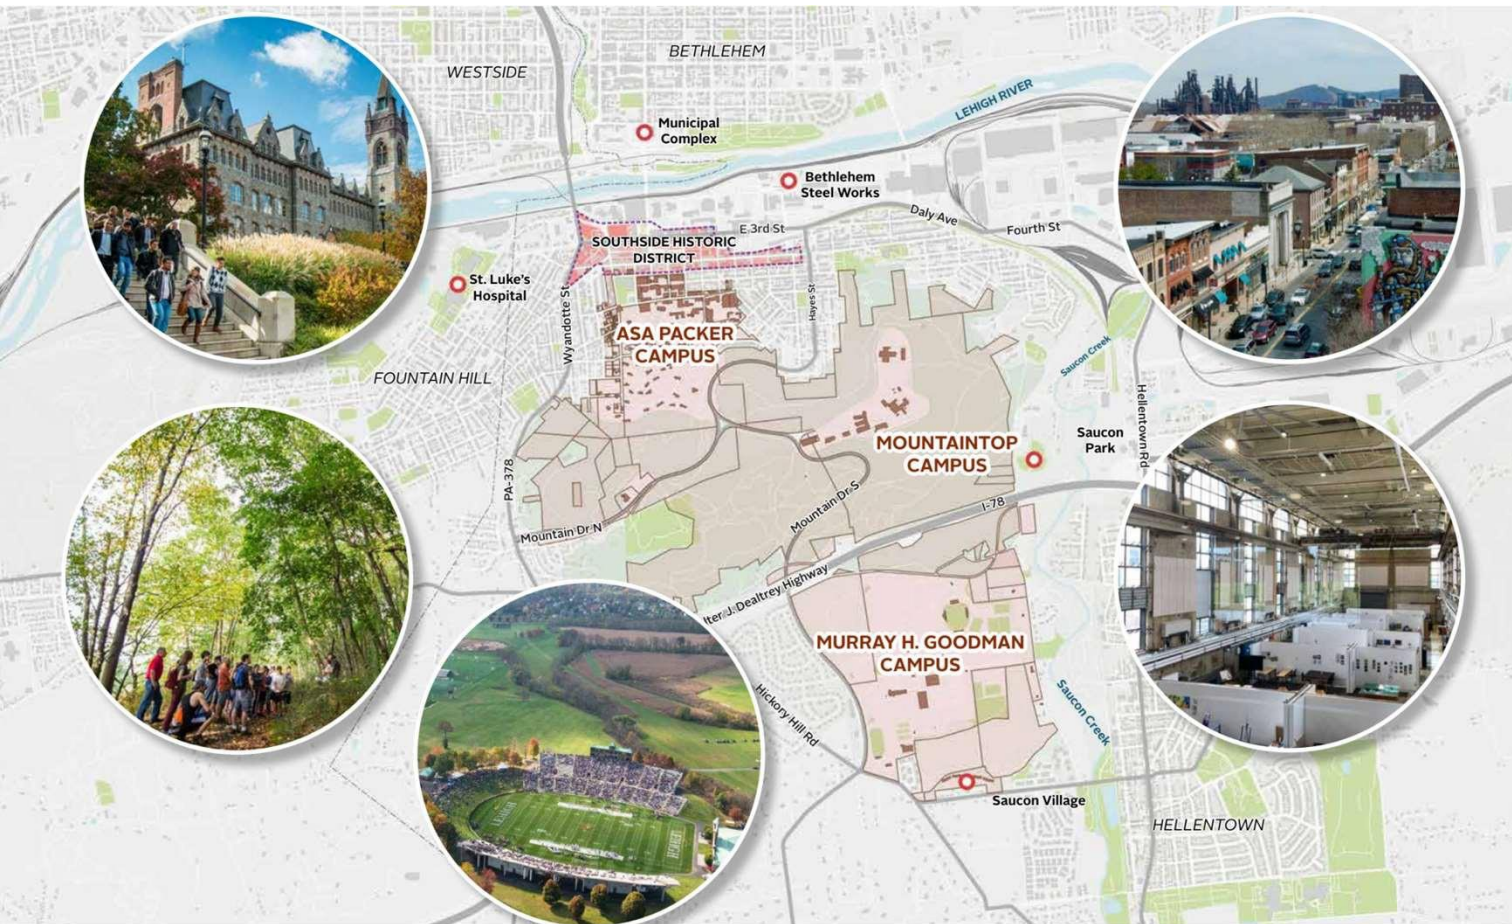 BETHLEHEM
WESTSIDE
LEHIGH RIVER
Municipal
Complex
Bethlehem
Steel Works
Daly Ave
E 3rd St
Fourth St
SOUTHSIDE HISTORIC
DISTRICT
St. Luke's
Hospital
Wyandotte St
Hayes St
ASA PACKER
CAMPUS
Saucon Creek
FOUNTAIN HILL
Hellentown Rd
Saucon
Park
MOUNTAINTOP
CAMPUS
PA-378
Mountain Dr S
I-78
Mountain Dr N
lter J. Dealtrey Highway
MURRAY H. GOODMAN
CAMPUS
Hickory Hill Rd
Saucon Creek
Saucon Village
HELLENTOWN
LEHIGH
LEHIGH